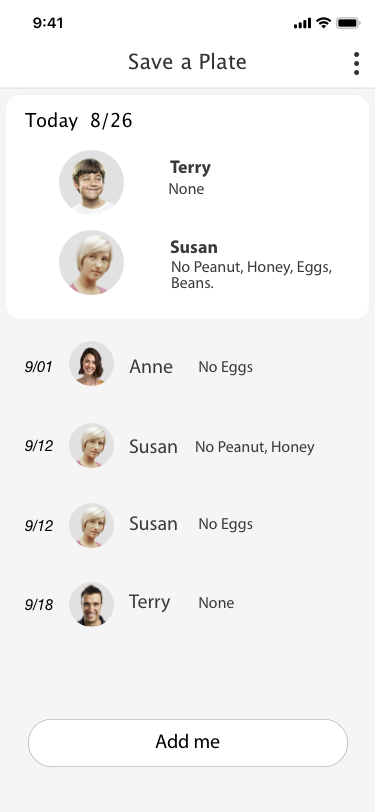 9:41
Save a Plate
Today 8/26
Terry
None
Susan
No Peanut, Honey, Eggs,
Beans.
9/01 Anne No Eggs
9/12 Susan No Peanut, Honey
9/12 Susan No Eggs
9/18 Terry None
Add me